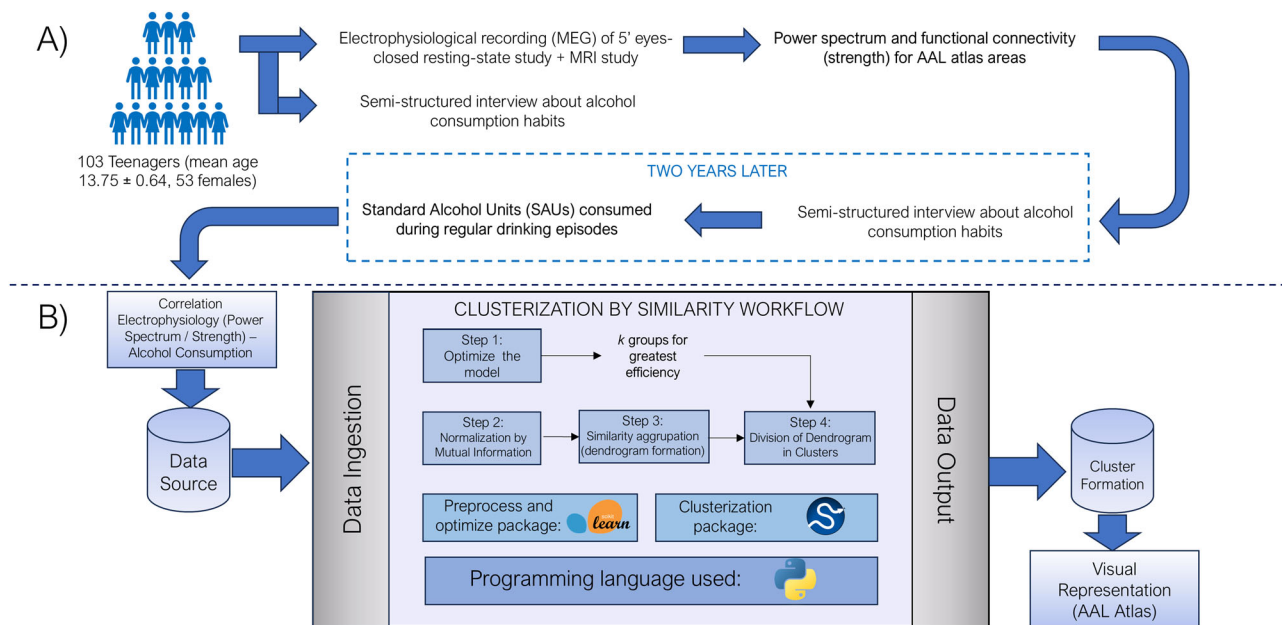 A)
Electrophysiological recording (MEG) of 5' eyes-
closed resting-state study + MRI study
Power spectrum and functional connectivity
(strength) for AAL atlas areas
Semi-structured interview about alcohol
consumption habits
103 Teenagers (mean age
13.75 ± 0.64, 53 females)
TWO YEARS LATER
Standard Alcohol Units (SAUs) consumed
during regular drinking episodes
Semi-structured interview about alcohol
consumption habits
B)
Correlation
Electrophysiology (Power
Spectrum / Strength) –
Alcohol Consumption
Data
Source
Data Ingestion
CLUSTERIZATION BY SIMILARITY WORKFLOW
Step 1:
Optimize the
model
k groups for
greatest
efficiency
Step 2:
Normalization by
Mutual Information
Step 3:
Similarity aggrupation
(dendrogram formation)
Step 4:
Division of Dendrogram
in Clusters
Preprocess and
optimize package:
learn
Clusterization
package:
Programming language used:
Data Output
Cluster
Formation
Visual
Representation
(AAL Atlas)